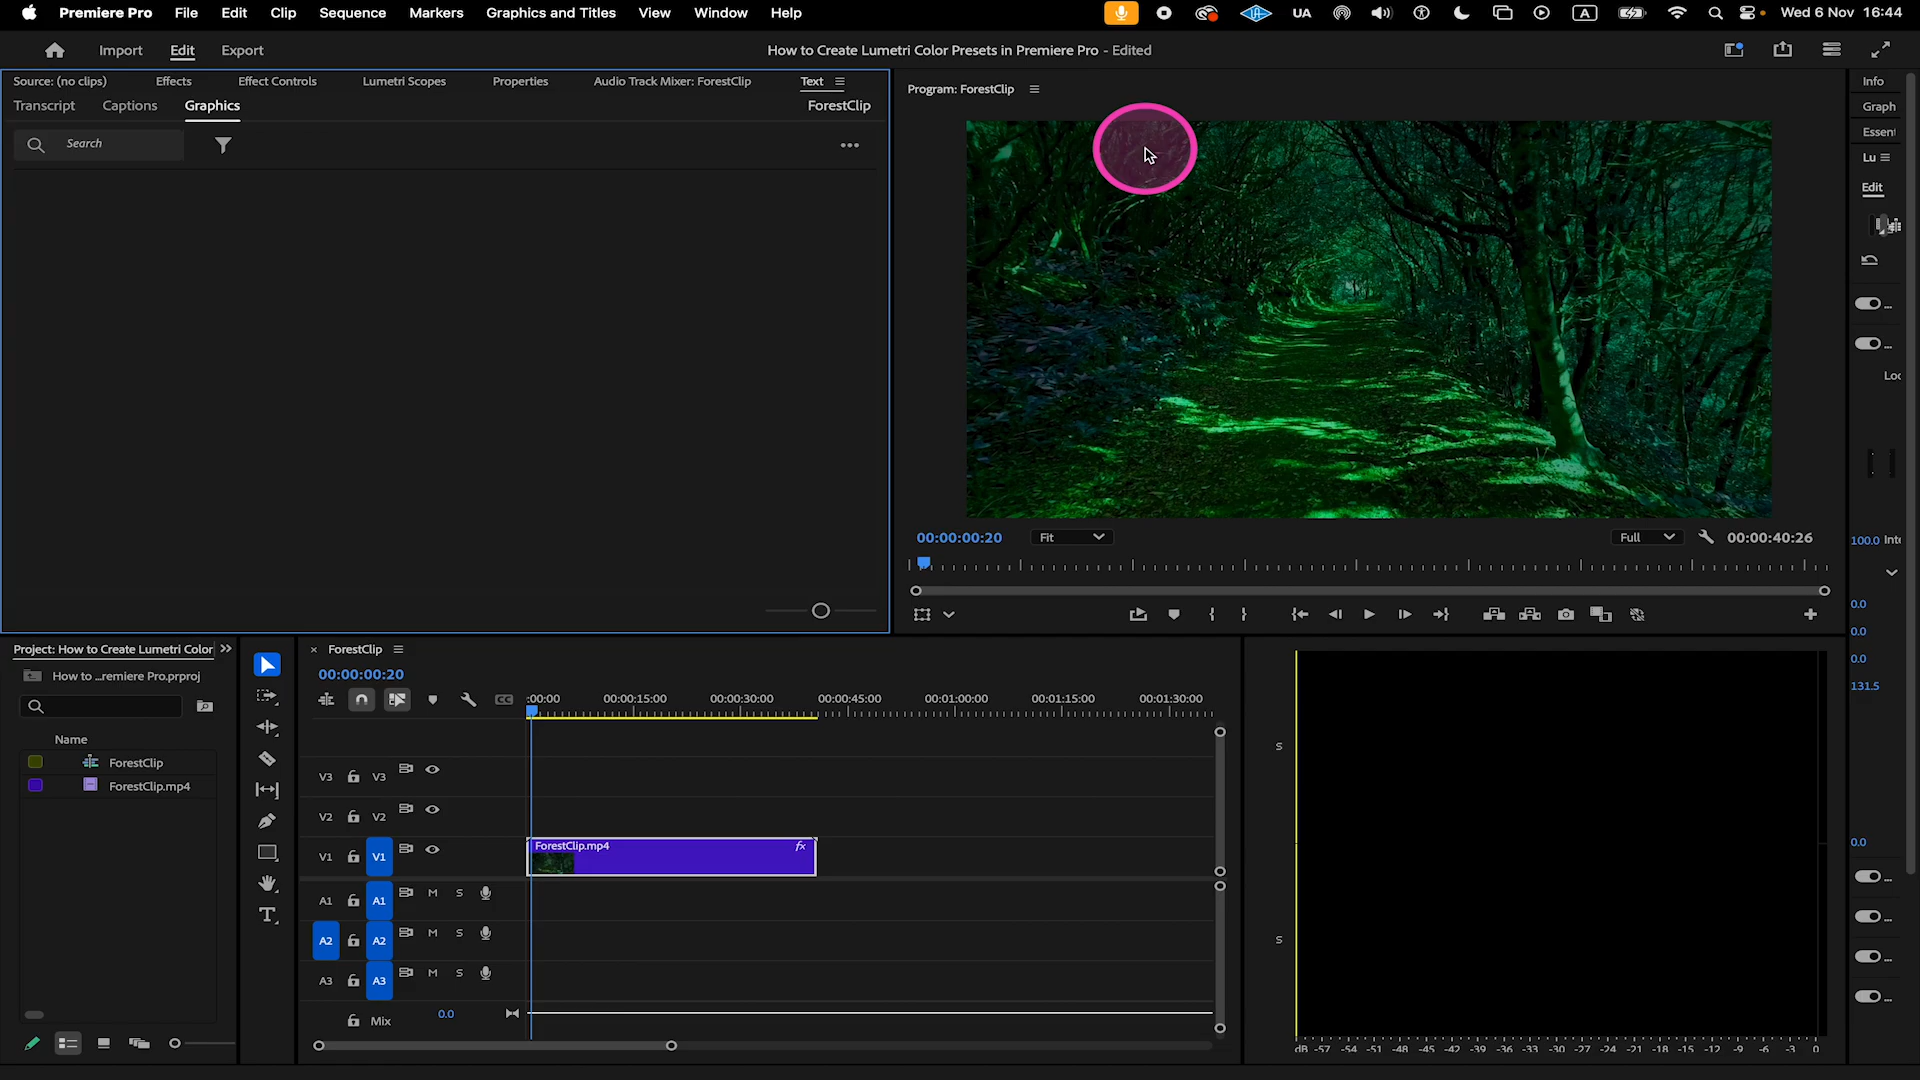 Premiere Pro File Edit Clip Sequence Markers Graphics and Titles View Window Help UA A Wed 6 Nov 16:44
Import Edit Export How to Create Lumetri Color Presets in Premiere Pro - Edited
Source: (no clips) Effects Effect Controls Lumetri Scopes Properties Audio Track Mixer: ForestClip Text
Transcript Captions Graphics ForestClip
Search
Program: ForestClip
Info
Graph
Essent
Lu
Edit
...
...
Loc
100.0 Inte
0.0
0.0
0.0
131.5
0.0
...
...
...
...
00:00:00:20 Fit Full 00:00:40:26
Project: How to Create Lumetri Color
How to ...remiere Pro.prproj
Name
ForestClip
ForestClip.mp4
× ForestClip
00:00:00:20
CC :00:00 00:00:15:00 00:00:30:00 00:00:45:00 00:01:00:00 00:01:15:00 00:01:30:00
V3 V3
V2 V2
V1 V1 ForestClip.mp4 fx
A1 A1 M S
A2 A2 M S
A3 A3 M S
Mix 0.0
S
S
dB -57 -54 -51 -48 -45 -42 -39 -36 -33 -30 -27 -24 -21 -18 -15 -12 -9 -6 -3 0